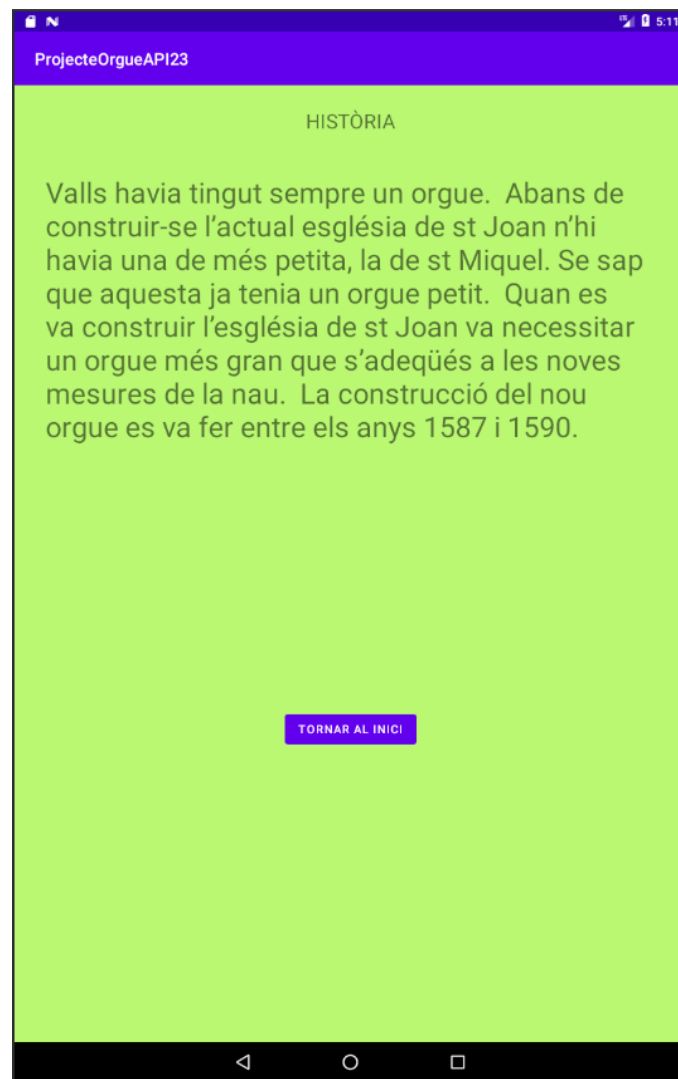 5:11
ProjecteOrgueAPI23
HISTÒRIA
Valls havia tingut sempre un orgue.  Abans de
construir-se l’actual església de st Joan n’hi
havia una de més petita, la de st Miquel. Se sap
que aquesta ja tenia un orgue petit.  Quan es
va construir l’església de st Joan va necessitar
un orgue més gran que s’adeqüés a les noves
mesures de la nau.  La construcció del nou
orgue es va fer entre els anys 1587 i 1590.
TORNAR AL INICI